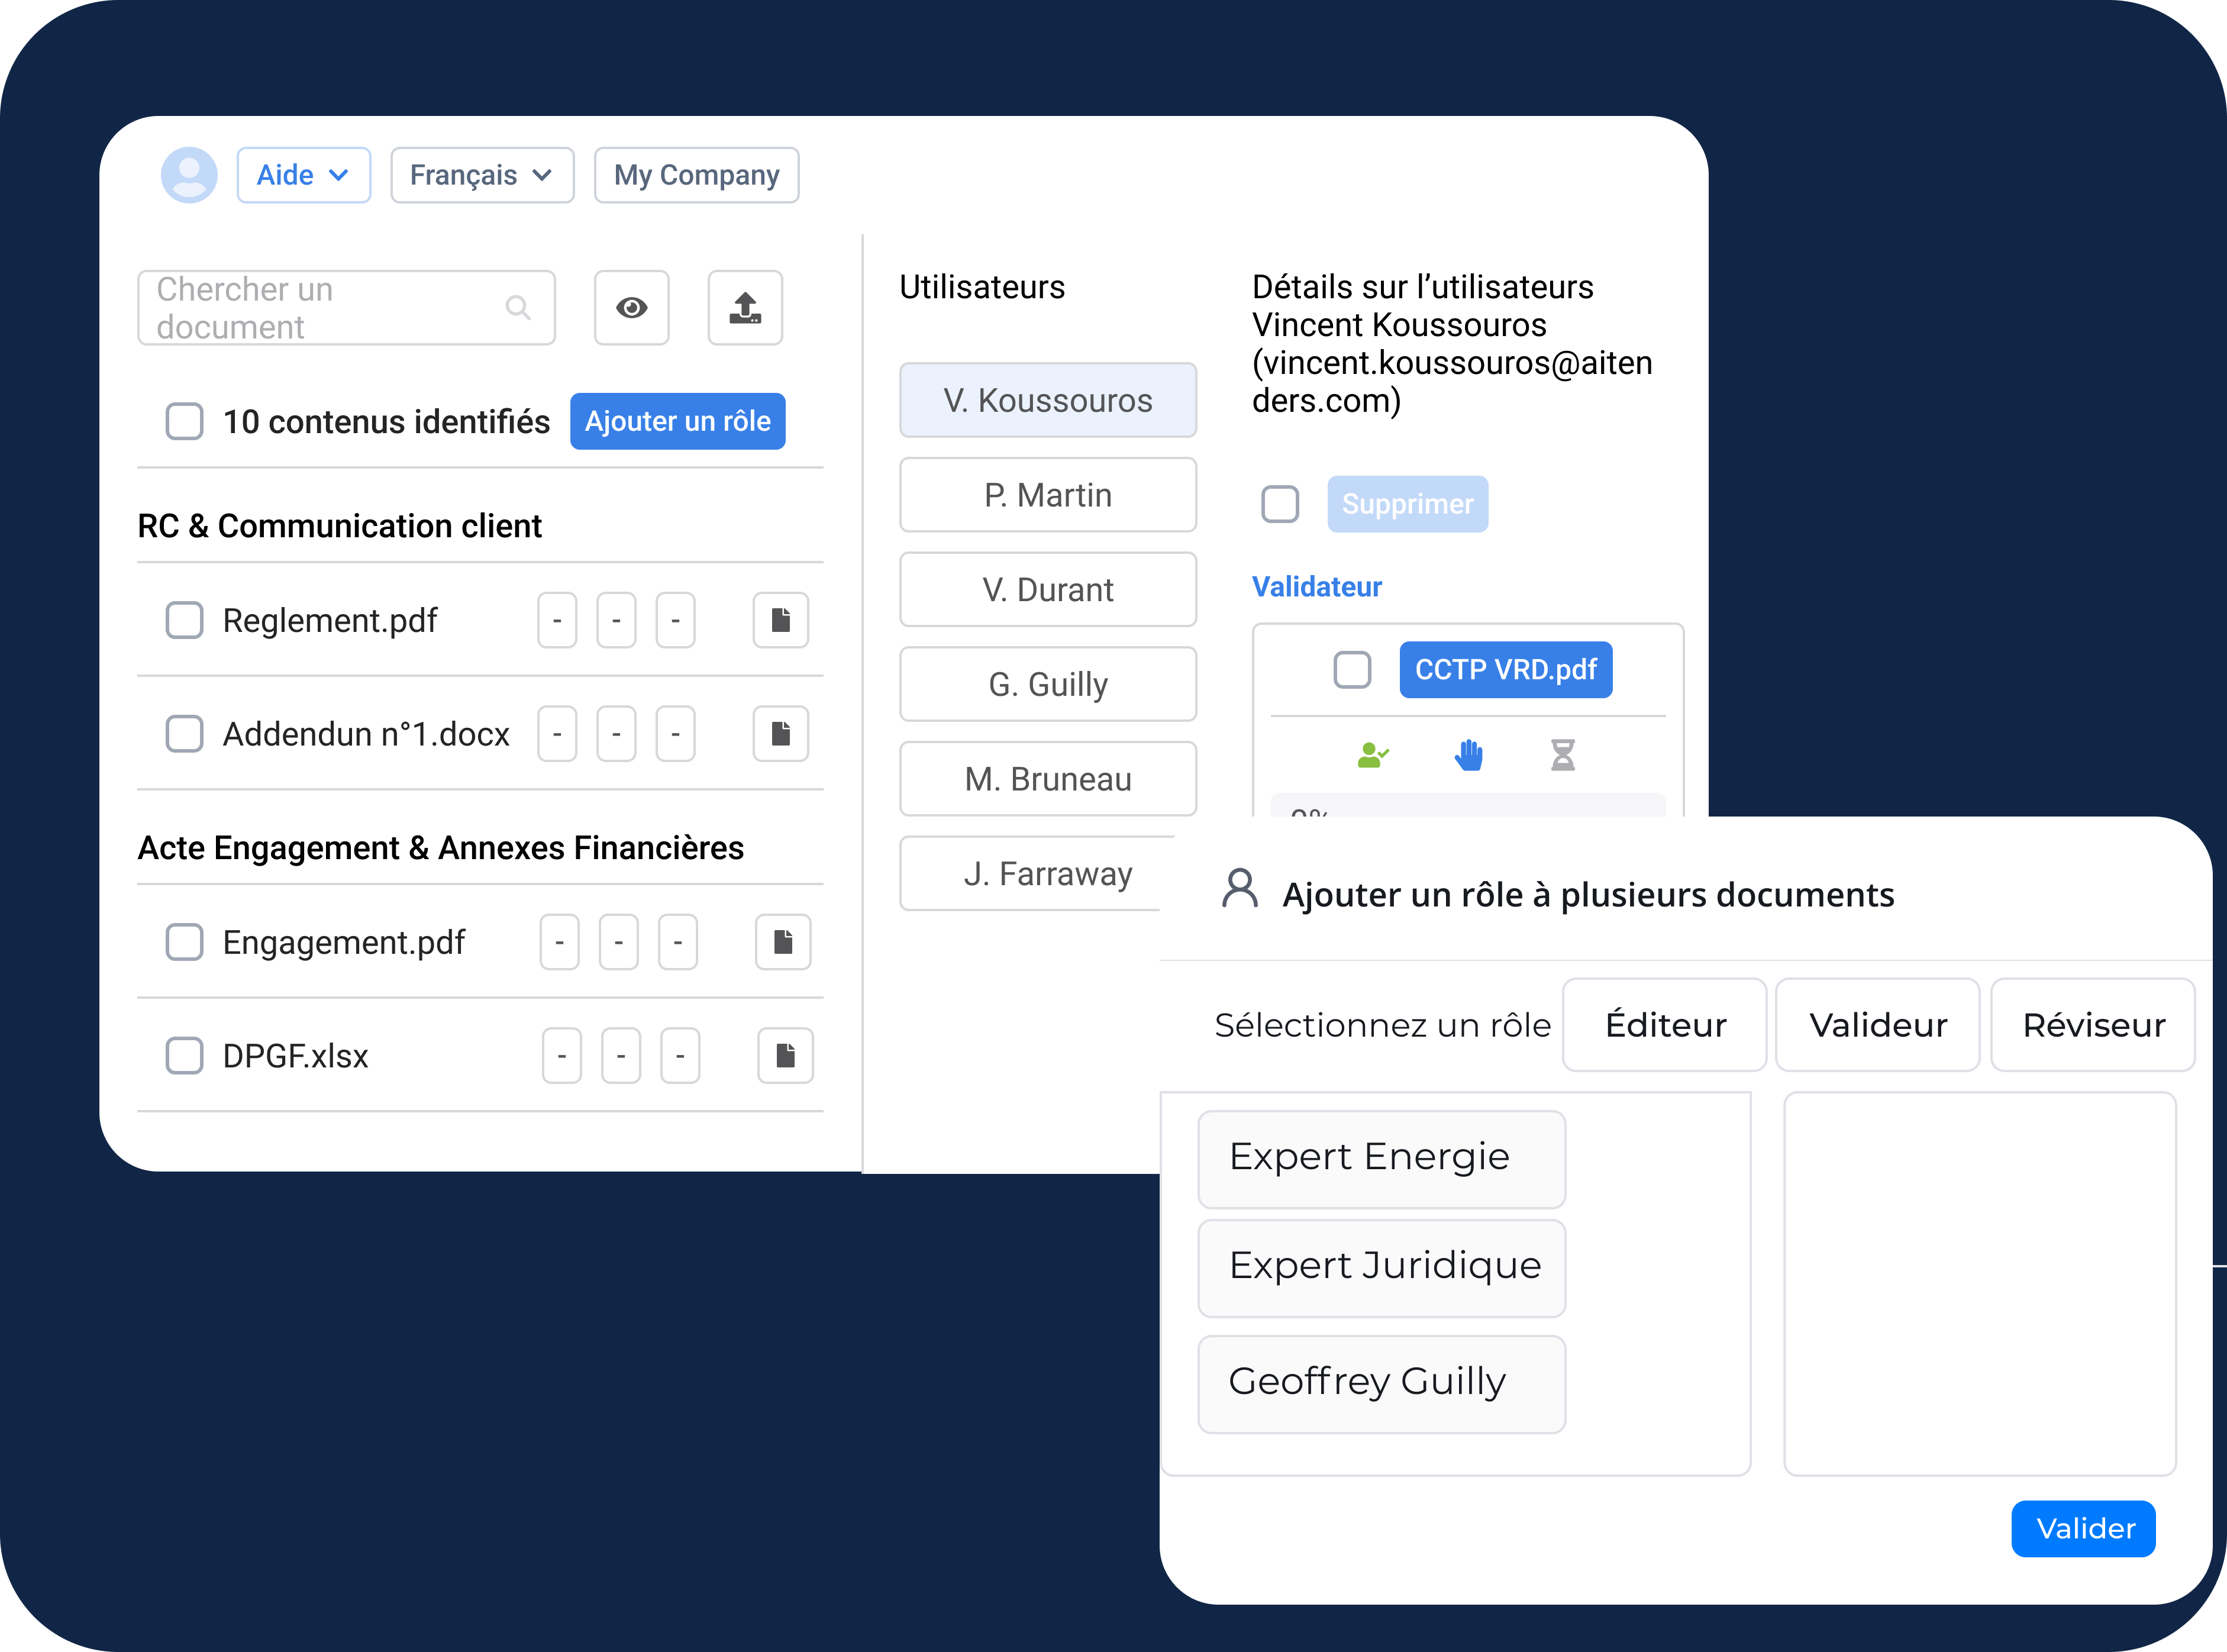 Aide
Français
My Company
Chercher un
document
10 contenus identifiés
Ajouter un rôle
RC & Communication client
Reglement.pdf
- - -
Addendun n°1.docx
- - -
Acte Engagement & Annexes Financières
Engagement.pdf
- - -
DPGF.xlsx
- - -
Utilisateurs
V. Koussouros
P. Martin
V. Durant
G. Guilly
M. Bruneau
J. Farraway
Détails sur l’utilisateurs
Vincent Koussouros
(vincent.koussouros@aiten
ders.com)
Supprimer
Validateur
CCTP VRD.pdf
Ajouter un rôle à plusieurs documents
Sélectionnez un rôle
Éditeur
Valideur
Réviseur
Expert Energie
Expert Juridique
Geoffrey Guilly
Valider